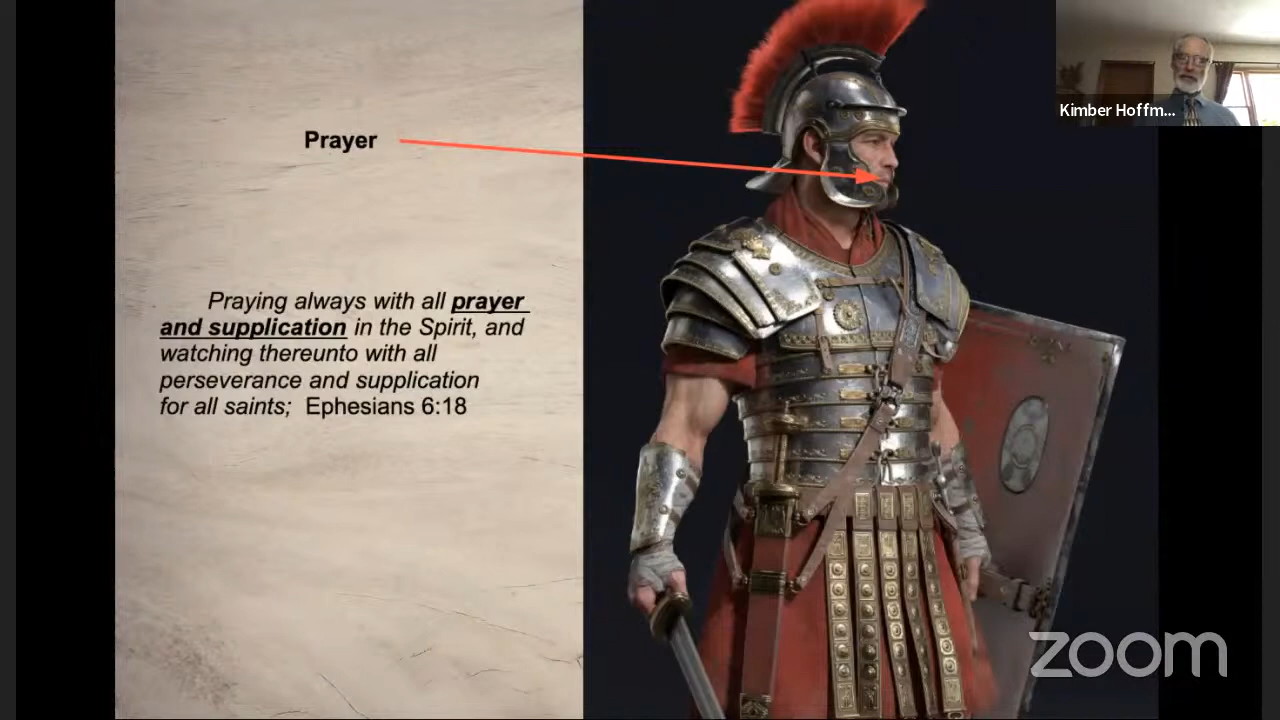 Kimber Hoffm...
Prayer
Praying always with all prayer
and supplication in the Spirit, and
watching thereunto with all
perseverance and supplication
for all saints; Ephesians 6:18
zoom